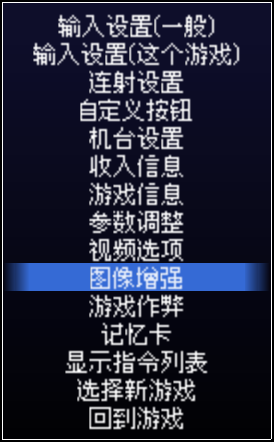 输入设置(一般)
输入设置(这个游戏)
连射设置
自定义按钮
机台设置
收入信息
游戏信息
参数调整
视频选项
图像增强
游戏作弊
记忆卡
显示指令列表
选择新游戏
回到游戏